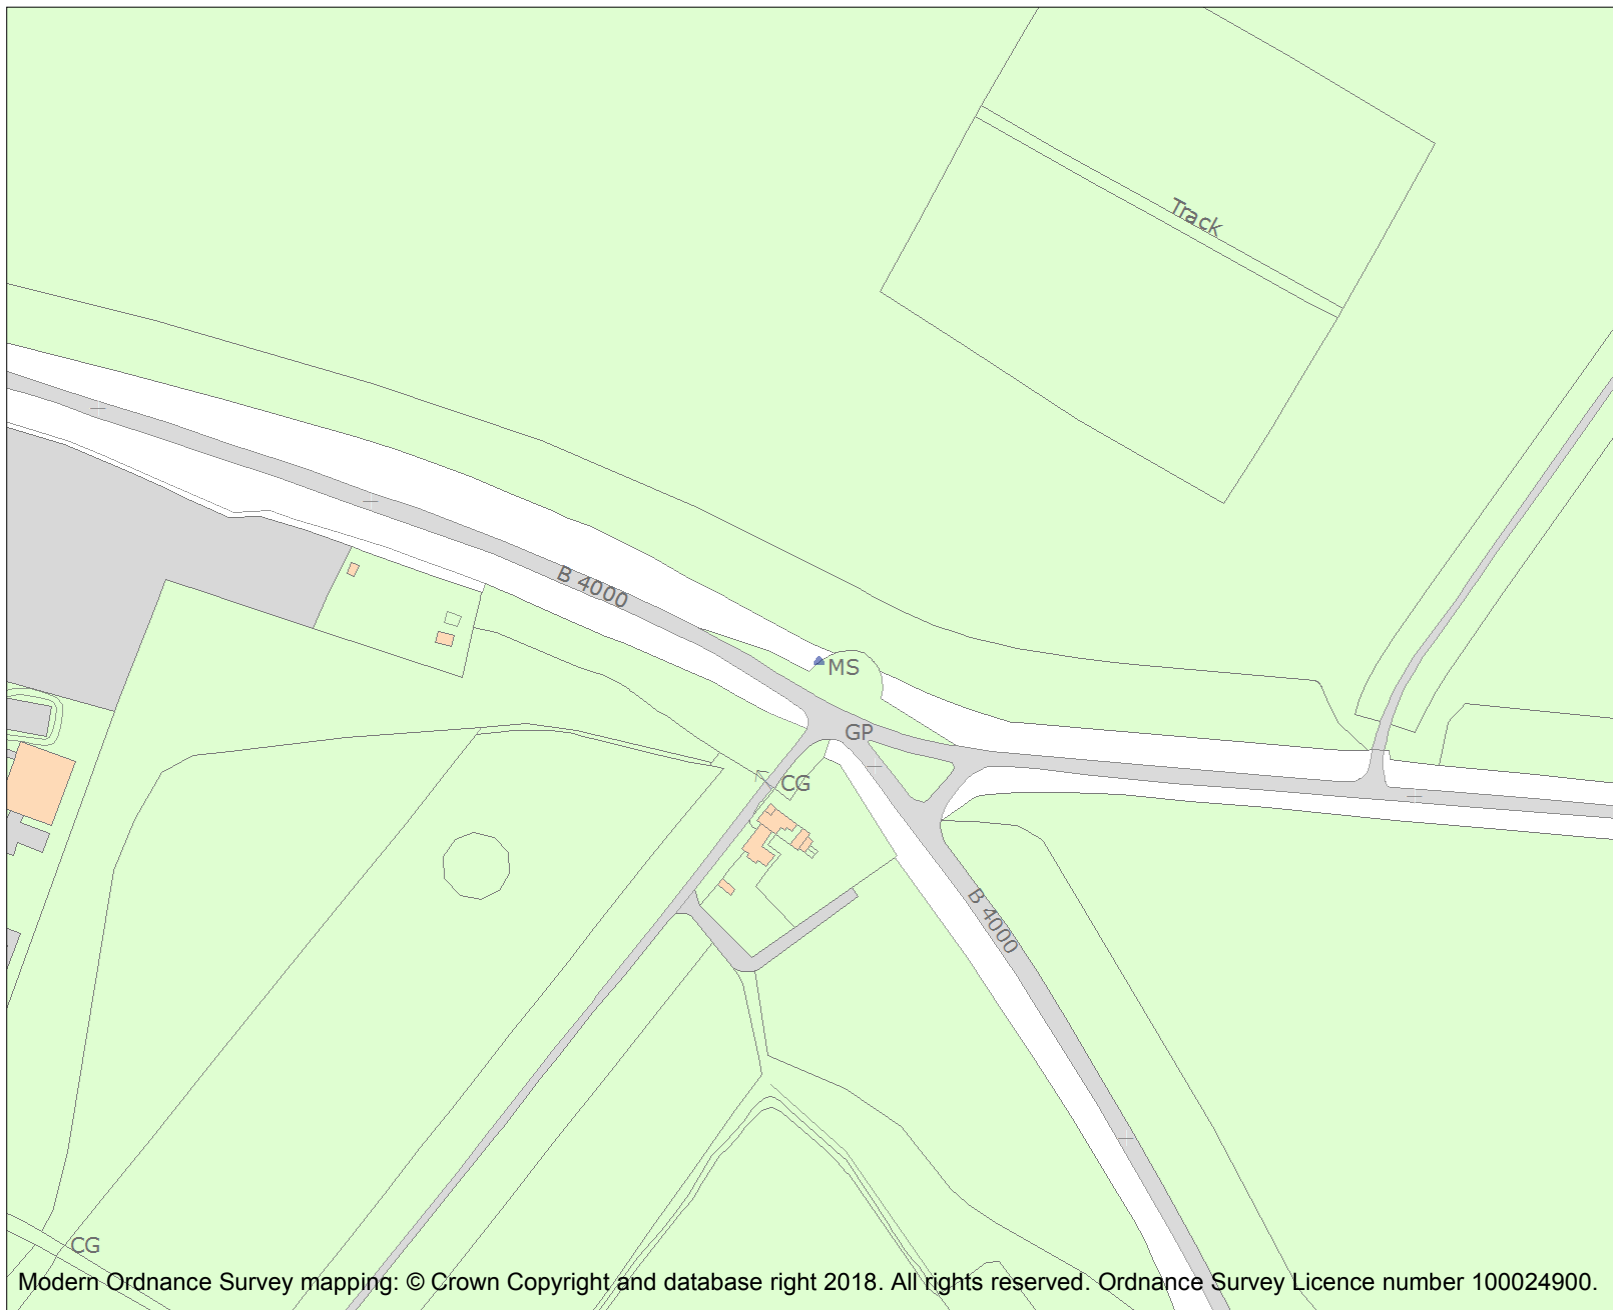 Track
B 4000
MS
GP
CG
B 4000
CG
Modern Ordnance Survey mapping: © Crown Copyright and database right 2018. All rights reserved. Ordnance Survey Licence number 100024900.